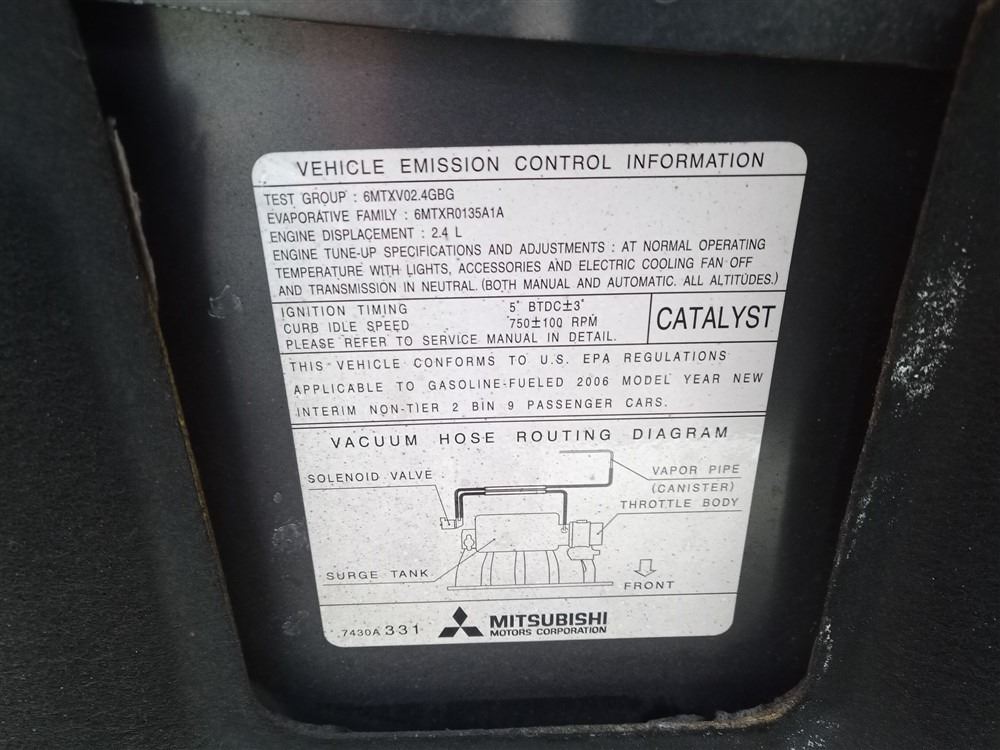 VEHICLE EMISSION CONTROL INFORMATION
TEST GROUP : 6MTXV02.4GBG
EVAPORATIVE FAMILY : 6MTXR0135A1A
ENGINE DISPLACEMENT : 2.4 L
ENGINE TUNE-UP SPECIFICATIONS AND ADJUSTMENTS : AT NORMAL OPERATING
TEMPERATURE WITH LIGHTS, ACCESSORIES AND ELECTRIC COOLING FAN OFF
AND TRANSMISSION IN NEUTRAL. (BOTH MANUAL AND AUTOMATIC. ALL ALTITUDES.)
IGNITION TIMING 5° BTDC±3°
CURB IDLE SPEED 750±100 RPM
PLEASE REFER TO SERVICE MANUAL IN DETAIL.
CATALYST
THIS VEHICLE CONFORMS TO U.S. EPA REGULATIONS
APPLICABLE TO GASOLINE-FUELED 2006 MODEL YEAR NEW
INTERIM NON-TIER 2 BIN 9 PASSENGER CARS.
VACUUM HOSE ROUTING DIAGRAM
SOLENOID VALVE
VAPOR PIPE
(CANISTER)
THROTTLE BODY
SURGE TANK
FRONT
7430A331
MITSUBISHI
MOTORS CORPORATION